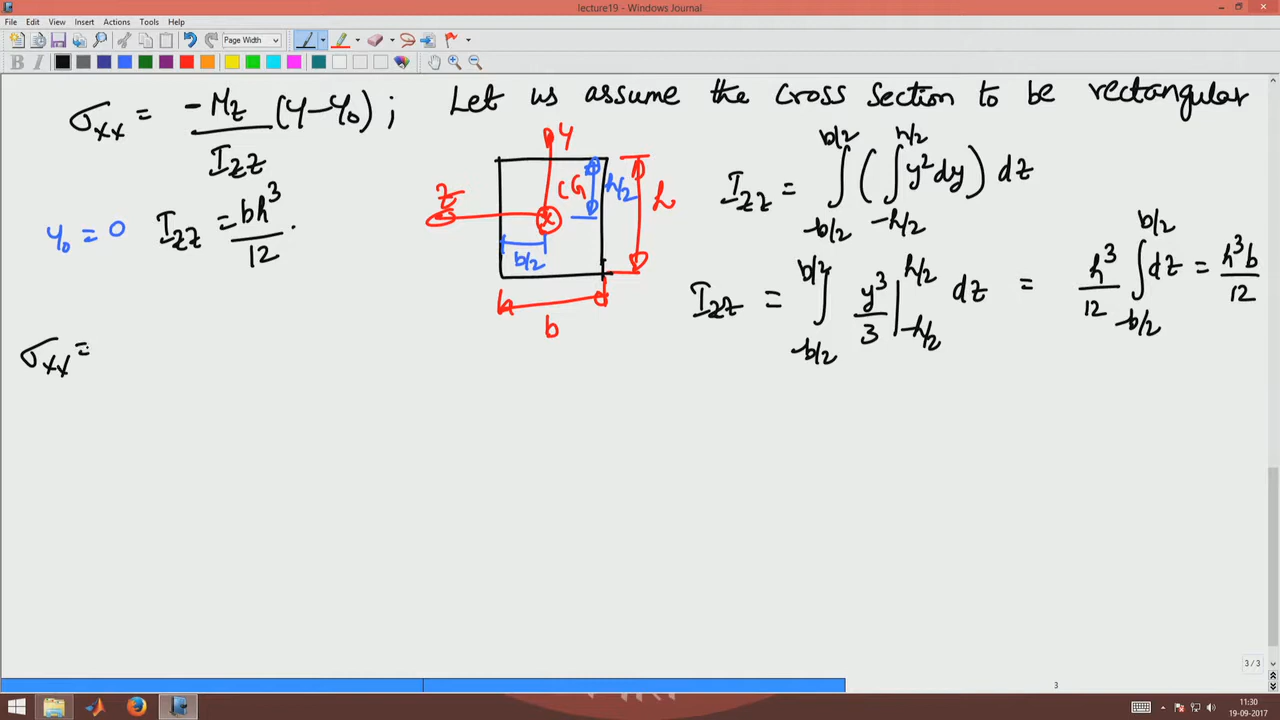 lecture19 - Windows Journal
File Edit View Insert Actions Tools Help
Page Width
B I
σxx = -Mz/Izz (y-y0) ; Let us assume the cross section to be rectangular
y0 = 0 Izz = bh³/12 .
y
z
CG
h/2
h
b/2
b
Izz = ∫_{-b/2}^{b/2} ( ∫_{-h/2}^{h/2} y² dy ) dz
Izz = ∫_{-b/2}^{b/2} y³/3 |_{-h/2}^{h/2} dz = h³/12 ∫_{-b/2}^{b/2} dz = h³b/12
σxx =
3/3
3
11:30
19-09-2017